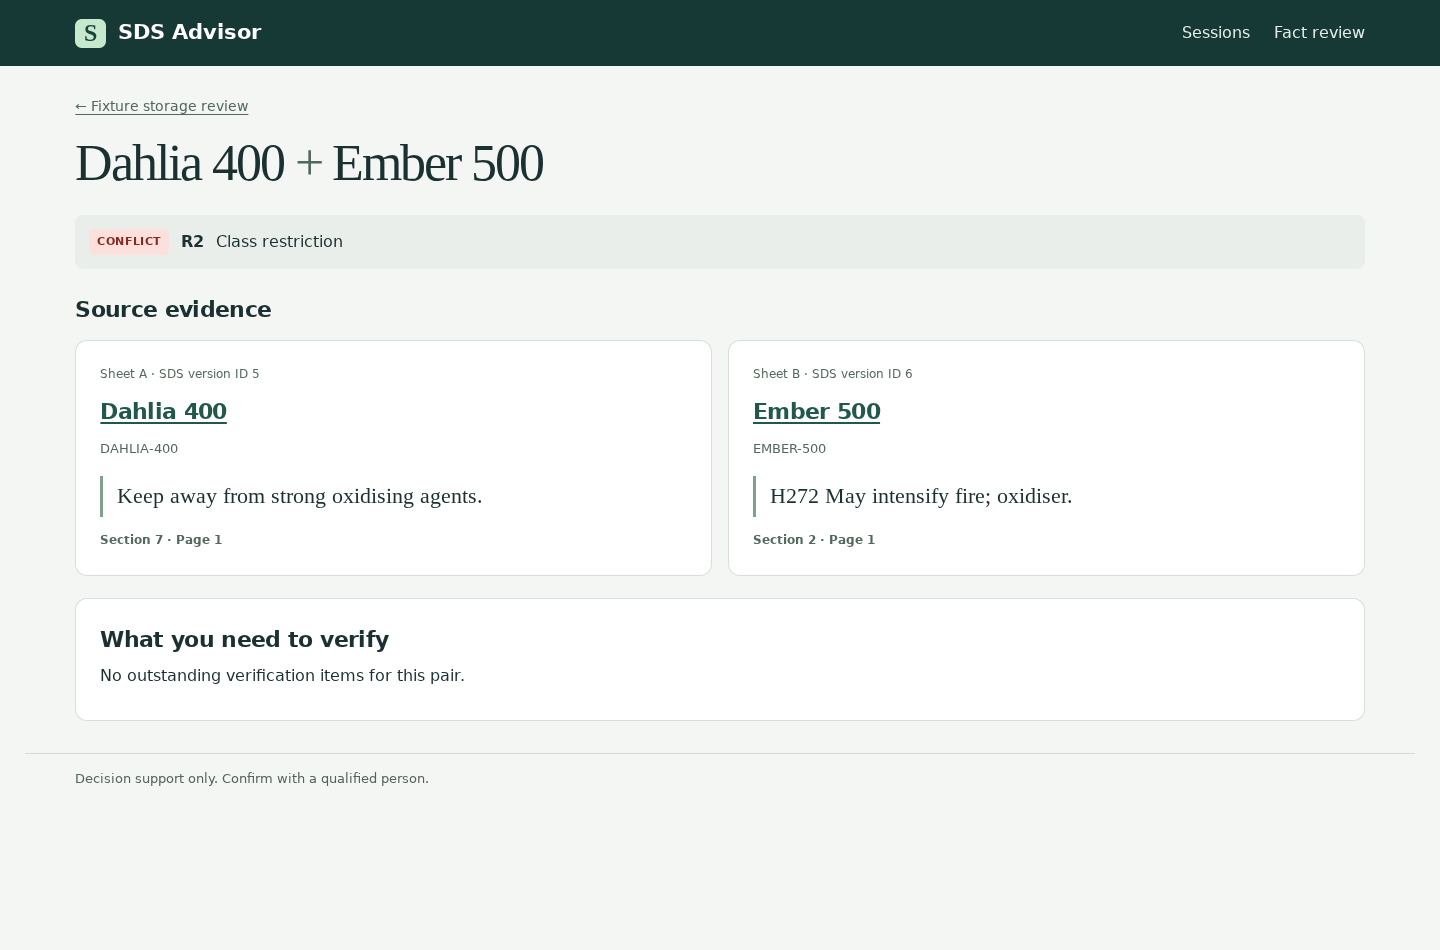 S SDS Advisor
Sessions Fact review
← Fixture storage review
Dahlia 400 + Ember 500
CONFLICT R2 Class restriction
Source evidence
Sheet A · SDS version ID 5
Dahlia 400
DAHLIA-400
Keep away from strong oxidising agents.
Section 7 · Page 1
Sheet B · SDS version ID 6
Ember 500
EMBER-500
H272 May intensify fire; oxidiser.
Section 2 · Page 1
What you need to verify
No outstanding verification items for this pair.
Decision support only. Confirm with a qualified person.